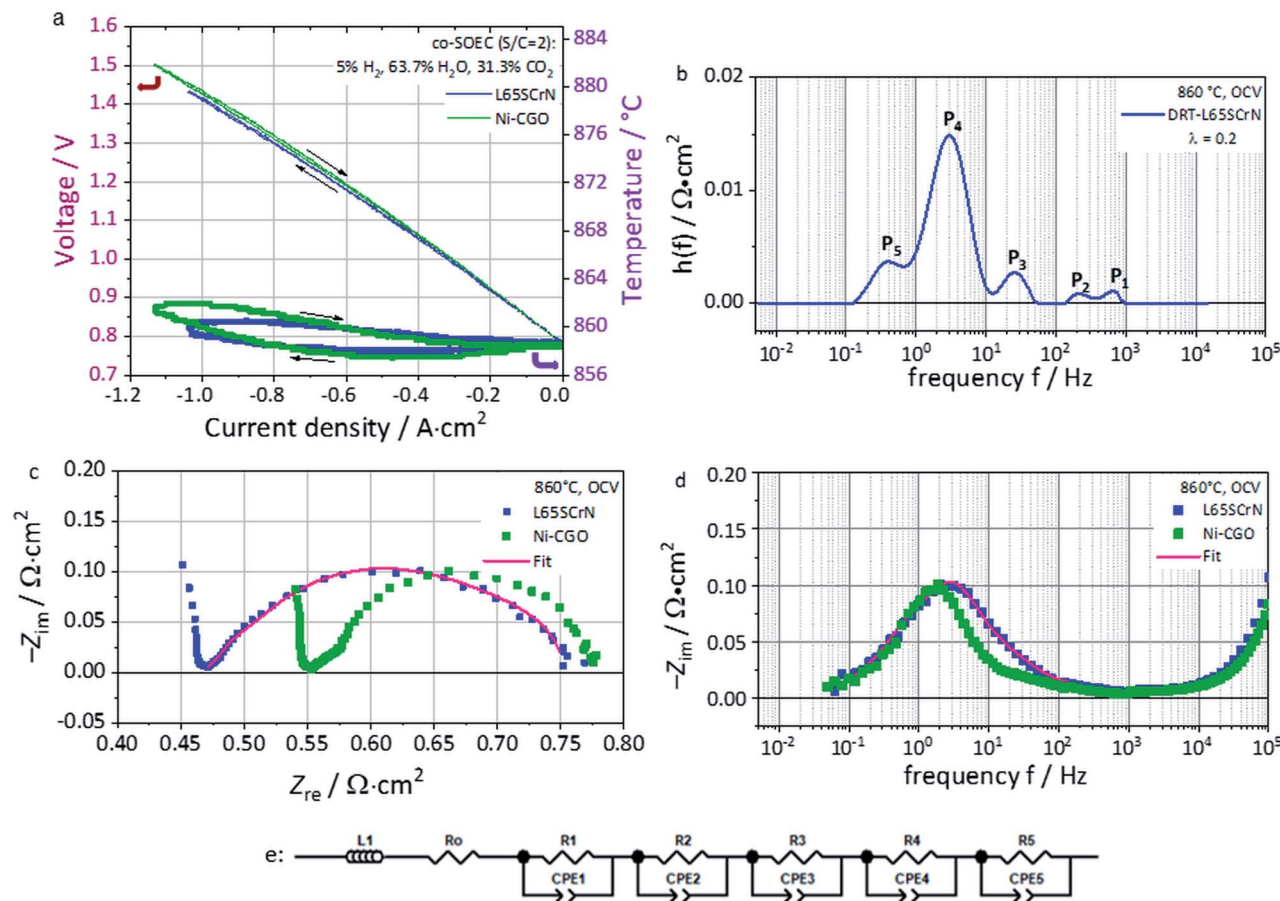 a
1.6
1.5
1.4
1.3
1.2
1.1
1.0
0.9
0.8
0.7
Voltage / V
co-SOEC (S/C=2):
5% H₂, 63.7% H₂O, 31.3% CO₂
L65SCrN
Ni-CGO
884
880
876
872
868
864
860
856
Temperature / °C
-1.2 -1.0 -0.8 -0.6 -0.4 -0.2 0.0
Current density / A·cm²
b
0.02
0.01
0.00
h(f) / Ω•cm²
860 °C, OCV
DRT-L65SCrN
λ = 0.2
P₅
P₄
P₃
P₂
P₁
10⁻² 10⁻¹ 10⁰ 10¹ 10² 10³ 10⁴ 10⁵
frequency f / Hz
c
0.20
0.15
0.10
0.05
0.00
-0.05
−Z im / Ω·cm²
860°C, OCV
L65SCrN
Ni-CGO
Fit
0.40 0.45 0.50 0.55 0.60 0.65 0.70 0.75 0.80
Z re / Ω·cm²
d
0.20
0.15
0.10
0.05
0.00
−Z im / Ω·cm²
860°C, OCV
L65SCrN
Ni-CGO
Fit
10⁻² 10⁻¹ 10⁰ 10¹ 10² 10³ 10⁴ 10⁵
frequency f / Hz
e:
L1 Ro R1 R2 R3 R4 R5
CPE1 CPE2 CPE3 CPE4 CPE5